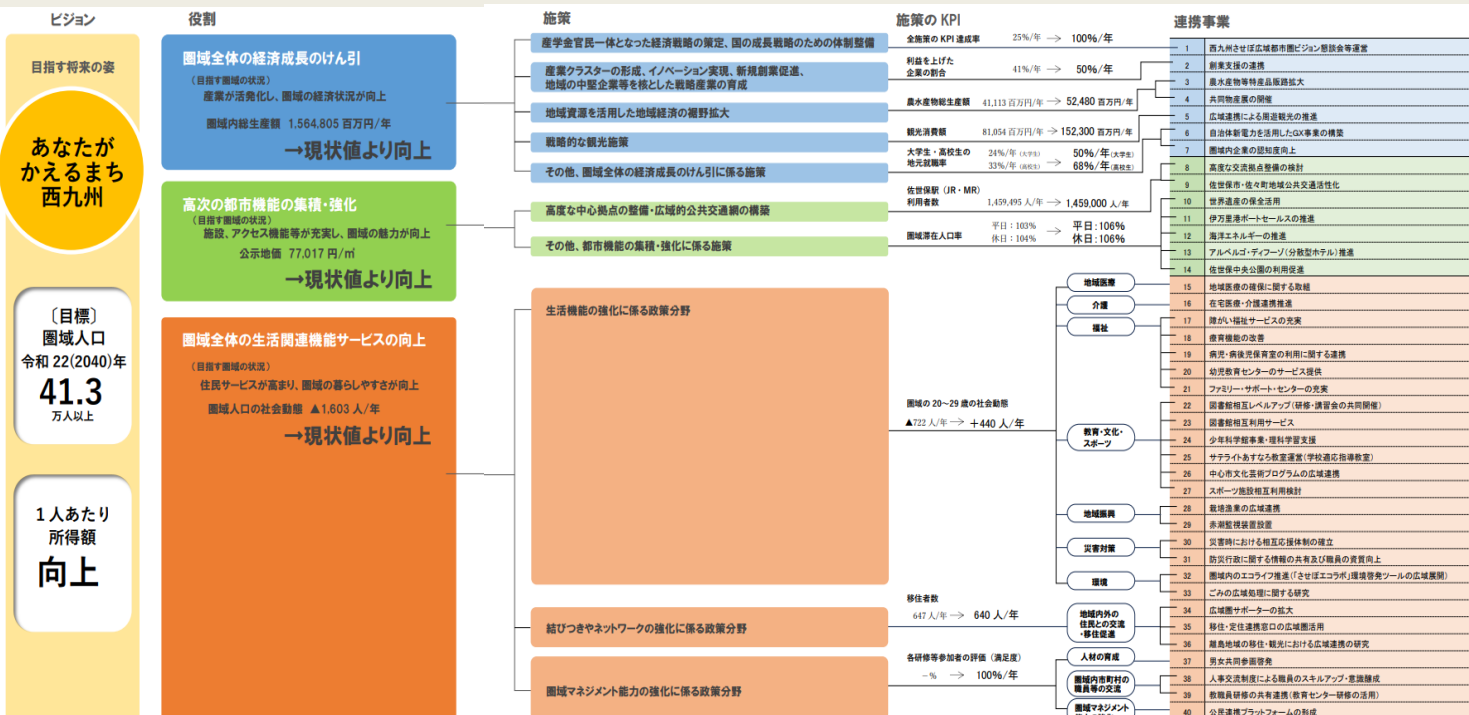 ビジョン
目指す将来の姿
あなたが
かえるまち
西九州
〔目標〕
圏域人口
令和 22(2040)年
41.3
万人以上
1人あたり
所得額
向上
役割
圏域全体の経済成長のけん引
（目指す圏域の状況）
産業が活発化し、圏域の経済状況が向上
圏域内総生産額 1,564,805 百万円/年
→現状値より向上
高次の都市機能の集積・強化
（目指す圏域の状況）
施設、アクセス機能等が充実し、圏域の魅力が向上
公示地価 77,017 円/㎡
→現状値より向上
圏域全体の生活関連機能サービスの向上
（目指す圏域の状況）
住民サービスが高まり、圏域の暮らしやすさが向上
圏域人口の社会動態 ▲1,603 人/年
→現状値より向上
施策
産学金官民一体となった経済戦略の策定、国の成長戦略のための体制整備
産業クラスターの形成、イノベーション実現、新規創業促進、
地域の中堅企業等を核とした戦略産業の育成
地域資源を活用した地域経済の裾野拡大
戦略的な観光施策
その他、圏域全体の経済成長のけん引に係る施策
高度な中心拠点の整備・広域的公共交通網の構築
その他、都市機能の集積・強化に係る施策
生活機能の強化に係る政策分野
結びつきやネットワークの強化に係る政策分野
圏域マネジメント能力の強化に係る政策分野
施策の KPI
全施策の KPI 達成率 25%/年 → 100%/年
利益を上げた
企業の割合 41%/年 → 50%/年
農水産物総生産額 41,113 百万円/年 → 52,480 百万円/年
観光消費額 81,054 百万円/年 → 152,300 百万円/年
大学生・高校生の 24%/年（大学生） 50%/年(大学生)
地元就職率 33%/年（高校生） → 68%/年(高校生)
佐世保駅（JR・MR）
利用者数 1,459,495 人/年 → 1,459,000 人/年
圏域滞在人口率 平日：103% → 平日:106%
休日：104% 休日:106%
圏域の 20～29 歳の社会動態
▲722 人/年 → ＋440 人/年
移住者数
647 人/年 → 640 人/年
各研修等参加者の評価（満足度）
－% → 100%/年
地域医療
介護
福祉
教育・文化・
スポーツ
地域振興
災害対策
環境
地域内外の
住民との交流
・移住促進
人材の育成
圏域内市町村の
職員等の交流
圏域マネジメント
連携事業
1 西九州させぼ広域都市圏ビジョン懇談会等運営
2 創業支援の連携
3 農水産物等特産品販路拡大
4 共同物産展の開催
5 広域連携による周遊観光の推進
6 自治体新電力を活用したGX事業の構築
7 圏域内企業の認知度向上
8 高度な交流拠点整備の検討
9 佐世保市・佐々町地域公共交通活性化
10 世界遺産の保全活用
11 伊万里港ポートセールスの推進
12 海洋エネルギーの推進
13 アルベルゴ・ディフーゾ(分散型ホテル)推進
14 佐世保中央公園の利用促進
15 地域医療の確保に関する取組
16 在宅医療・介護連携推進
17 障がい福祉サービスの充実
18 療育機能の改善
19 病児・病後児保育室の利用に関する連携
20 幼児教育センターのサービス提供
21 ファミリー・サポート・センターの充実
22 図書館相互レベルアップ(研修・講習会の共同開催)
23 図書館相互利用サービス
24 少年科学館事業・理科学習支援
25 サテライトあすなろ教室運営(学校適応指導教室)
26 中心市文化芸術プログラムの広域連携
27 スポーツ施設相互利用検討
28 栽培漁業の広域連携
29 赤潮監視装置設置
30 災害時における相互応援体制の確立
31 防災行政に関する情報の共有及び職員の資質向上
32 圏域内のエコライフ推進(「させぼエコラボ」環境啓発ツールの広域展開)
33 ごみの広域処理に関する研究
34 広域圏サポーターの拡大
35 移住・定住連携窓口の広域圏活用
36 離島地域の移住・観光における広域連携の研究
37 男女共同参画啓発
38 人事交流制度による職員のスキルアップ・意識醸成
39 教職員研修の共有連携(教育センター研修の活用)
40 公民連携プラットフォームの形成